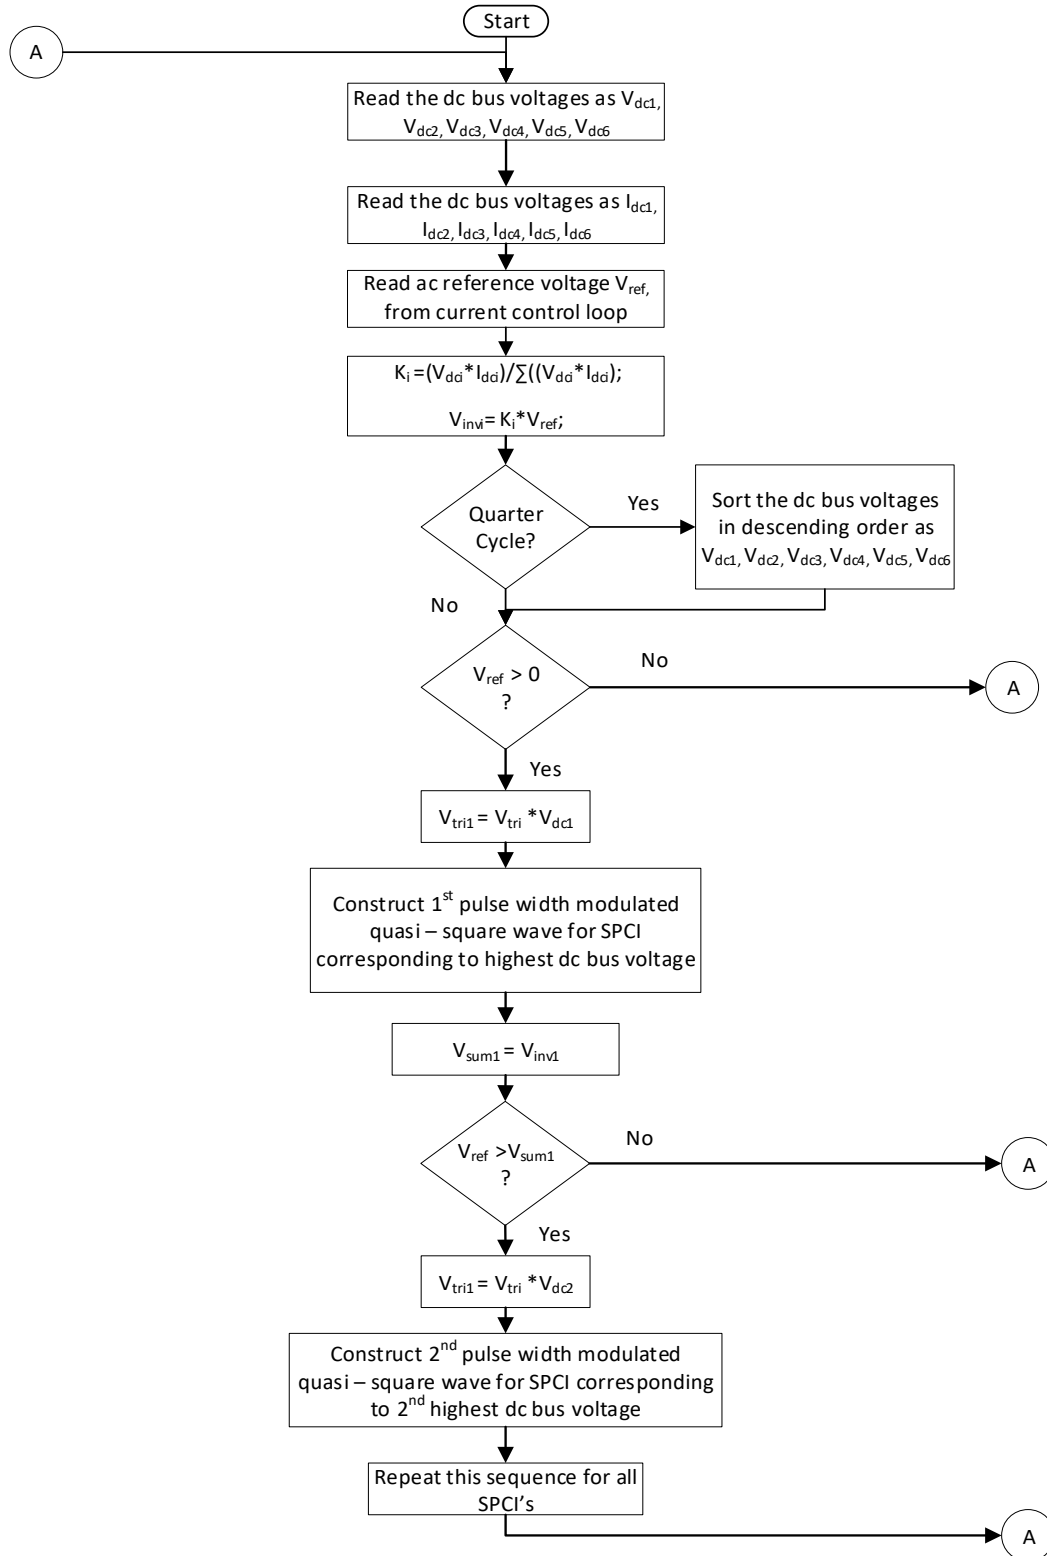 Start
A
Read the dc bus voltages as Vdc1,
Vdc2, Vdc3, Vdc4, Vdc5, Vdc6
Read the dc bus voltages as Idc1,
Idc2, Idc3, Idc4, Idc5, Idc6
Read ac reference voltage Vref,
from current control loop
Ki =(Vdci*Idci)/∑((Vdci*Idci);
Vinvi= Ki*Vref;
Quarter
Cycle?
Yes
Sort the dc bus voltages
in descending order as
Vdc1, Vdc2, Vdc3, Vdc4, Vdc5, Vdc6
No
Vref > 0
?
No
A
Yes
Vtri1 = Vtri *Vdc1
Construct 1st pulse width modulated
quasi – square wave for SPCI
corresponding to highest dc bus voltage
Vsum1 = Vinv1
Vref >Vsum1
?
No
A
Yes
Vtri1 = Vtri *Vdc2
Construct 2nd pulse width modulated
quasi – square wave for SPCI corresponding
to 2nd highest dc bus voltage
Repeat this sequence for all
SPCI's
A